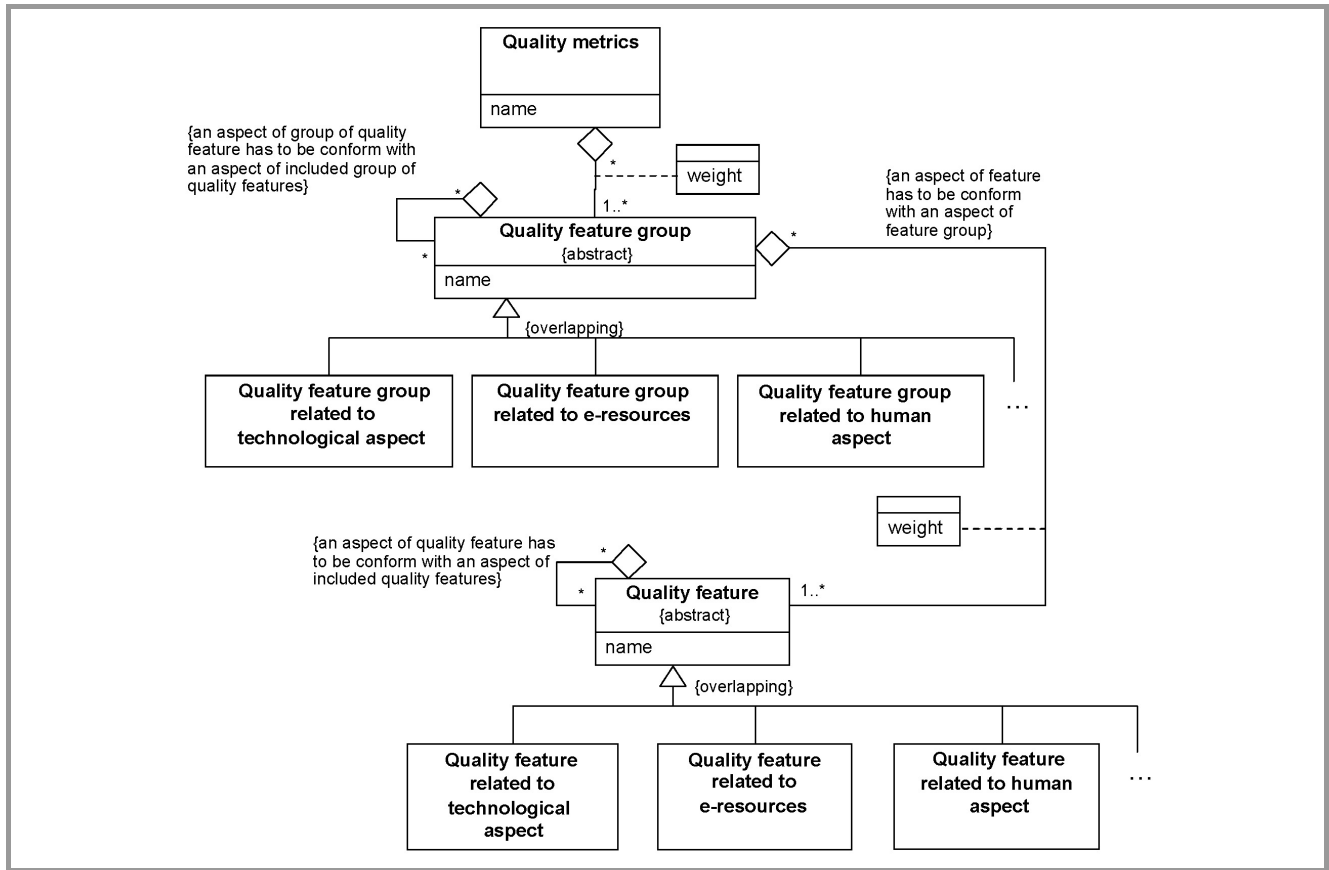 Quality metrics
name
{an aspect of group of quality
feature has to be conform with
an aspect of included group of
quality features}
*
weight
{an aspect of feature
has to be conform
with an aspect of
feature group}
*
1..*
Quality feature group
{abstract}
*
*
name
{overlapping}
Quality feature group
related to
technological aspect
Quality feature group
related to e-resources
Quality feature group
related to human
aspect
...
weight
{an aspect of quality feature has
to be conform with an aspect of
included quality features}
*
*
Quality feature
{abstract}
1..*
name
{overlapping}
Quality feature
related to
technological
aspect
Quality feature
related to
e-resources
Quality feature
related to human
aspect
...